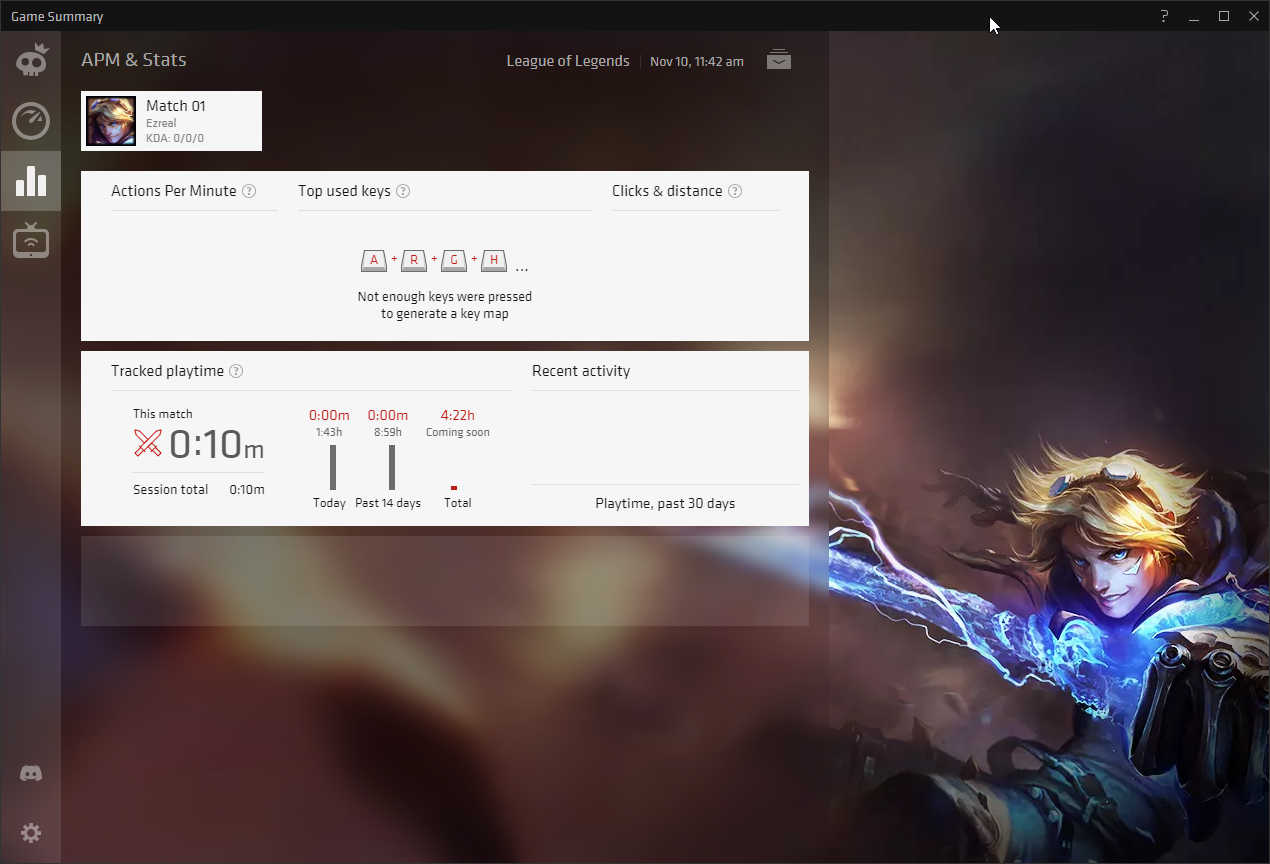 Game Summary
?
APM & Stats
League of Legends
Nov 10, 11:42 am
Match 01
Ezreal
KDA: 0/0/0
Actions Per Minute ?
Top used keys ?
Clicks & distance ?
A + R + G + H ...
Not enough keys were pressed
to generate a key map
Tracked playtime ?
This match
0:10m
Session total 0:10m
0:00m 0:00m 4:22h
1:43h 8:59h Coming soon
Today Past 14 days Total
Recent activity
Playtime, past 30 days